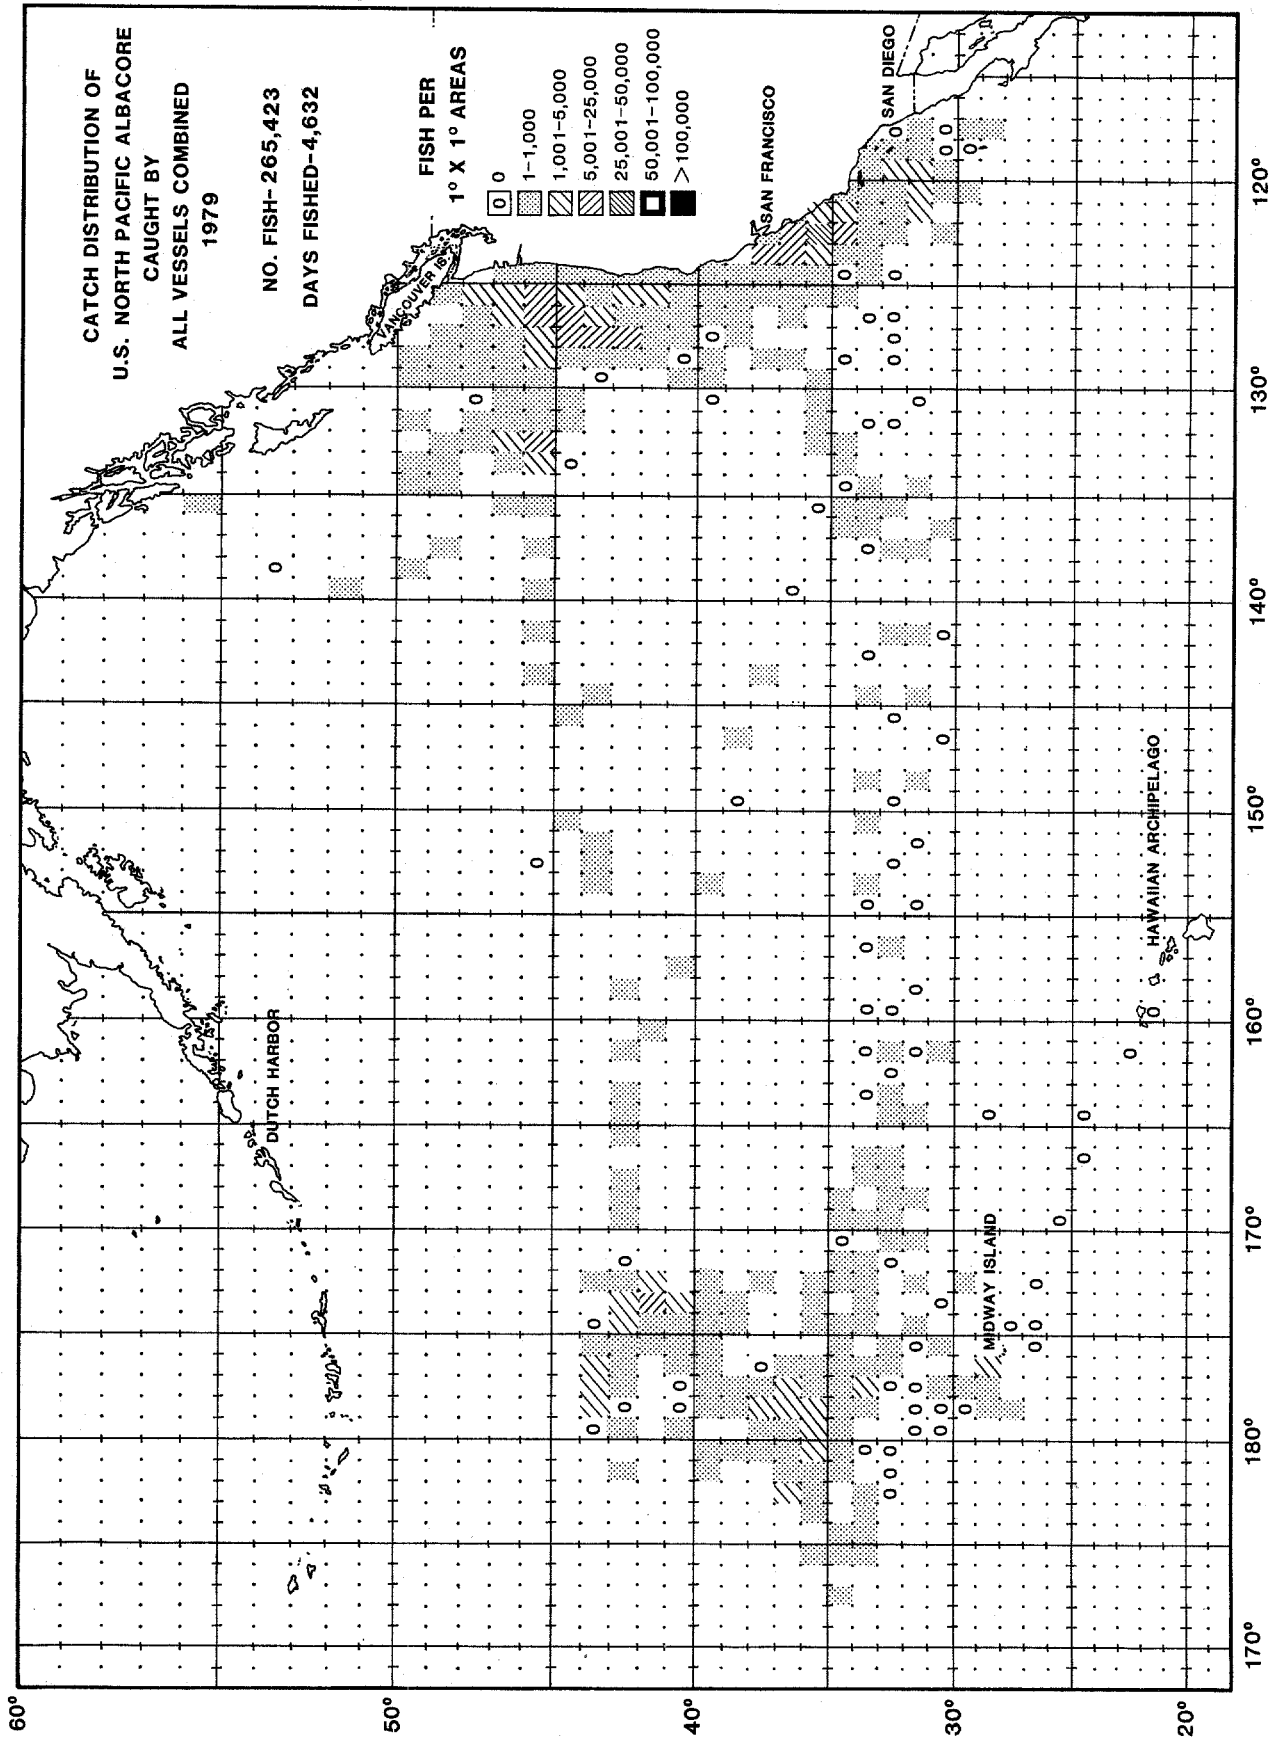 CATCH DISTRIBUTION OF
U.S. NORTH PACIFIC ALBACORE
CAUGHT BY
ALL VESSELS COMBINED
1979
NO. FISH-265,423
DAYS FISHED-4,632
FISH PER
1° X 1° AREAS
0 0
1-1,000
1,001-5,000
5,001-25,000
25,001-50,000
50,001-100,000
>100,000
VANCOUVER IS.
SAN FRANCISCO
SAN DIEGO
DUTCH HARBOR
HAWAIIAN ARCHIPELAGO
MIDWAY ISLAND
60°
50°
40°
30°
20°
170°
180°
170°
160°
150°
140°
130°
120°